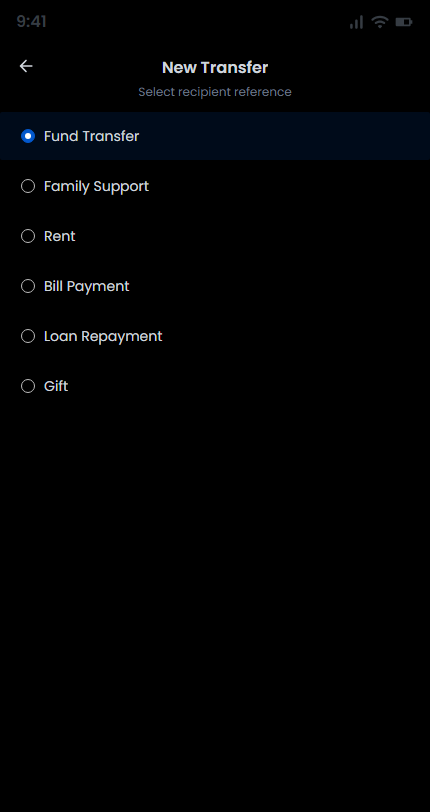 9:41
New Transfer
Select recipient reference
Fund Transfer
Family Support
Rent
Bill Payment
Loan Repayment
Gift